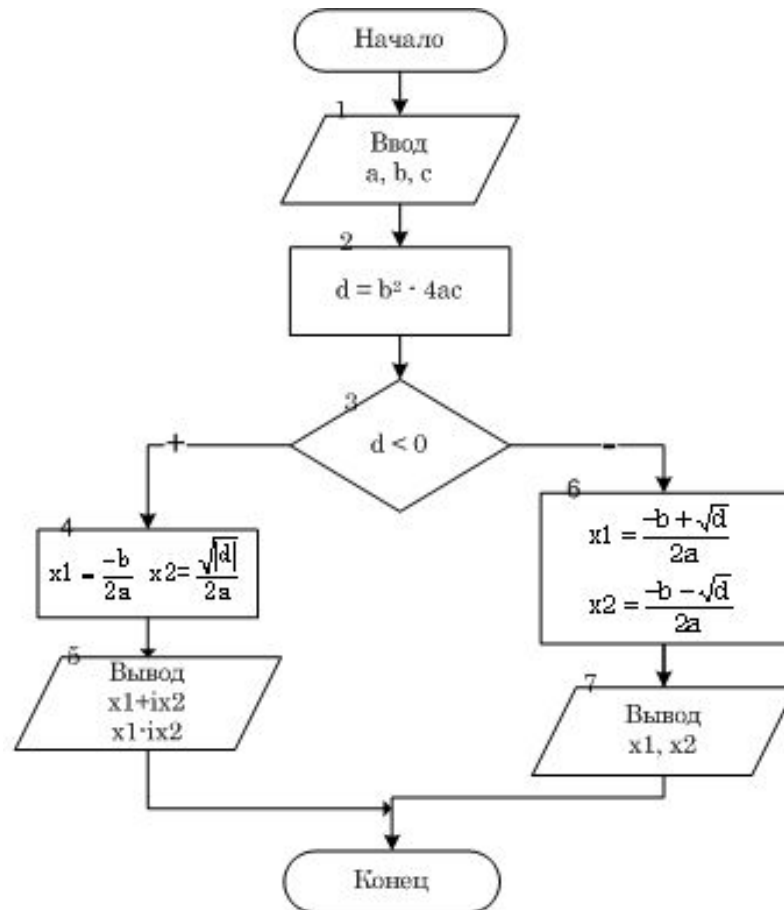 Начало
1
Ввод
a, b, c
2
d = b² - 4ac
3
d < 0
+
-
4
x1 = -b/2a x2= √|d|/2a
5
Вывод
x1+ix2
x1-ix2
6
x1 = (-b + √d)/2a
x2 = (-b - √d)/2a
7
Вывод
x1, x2
Конец